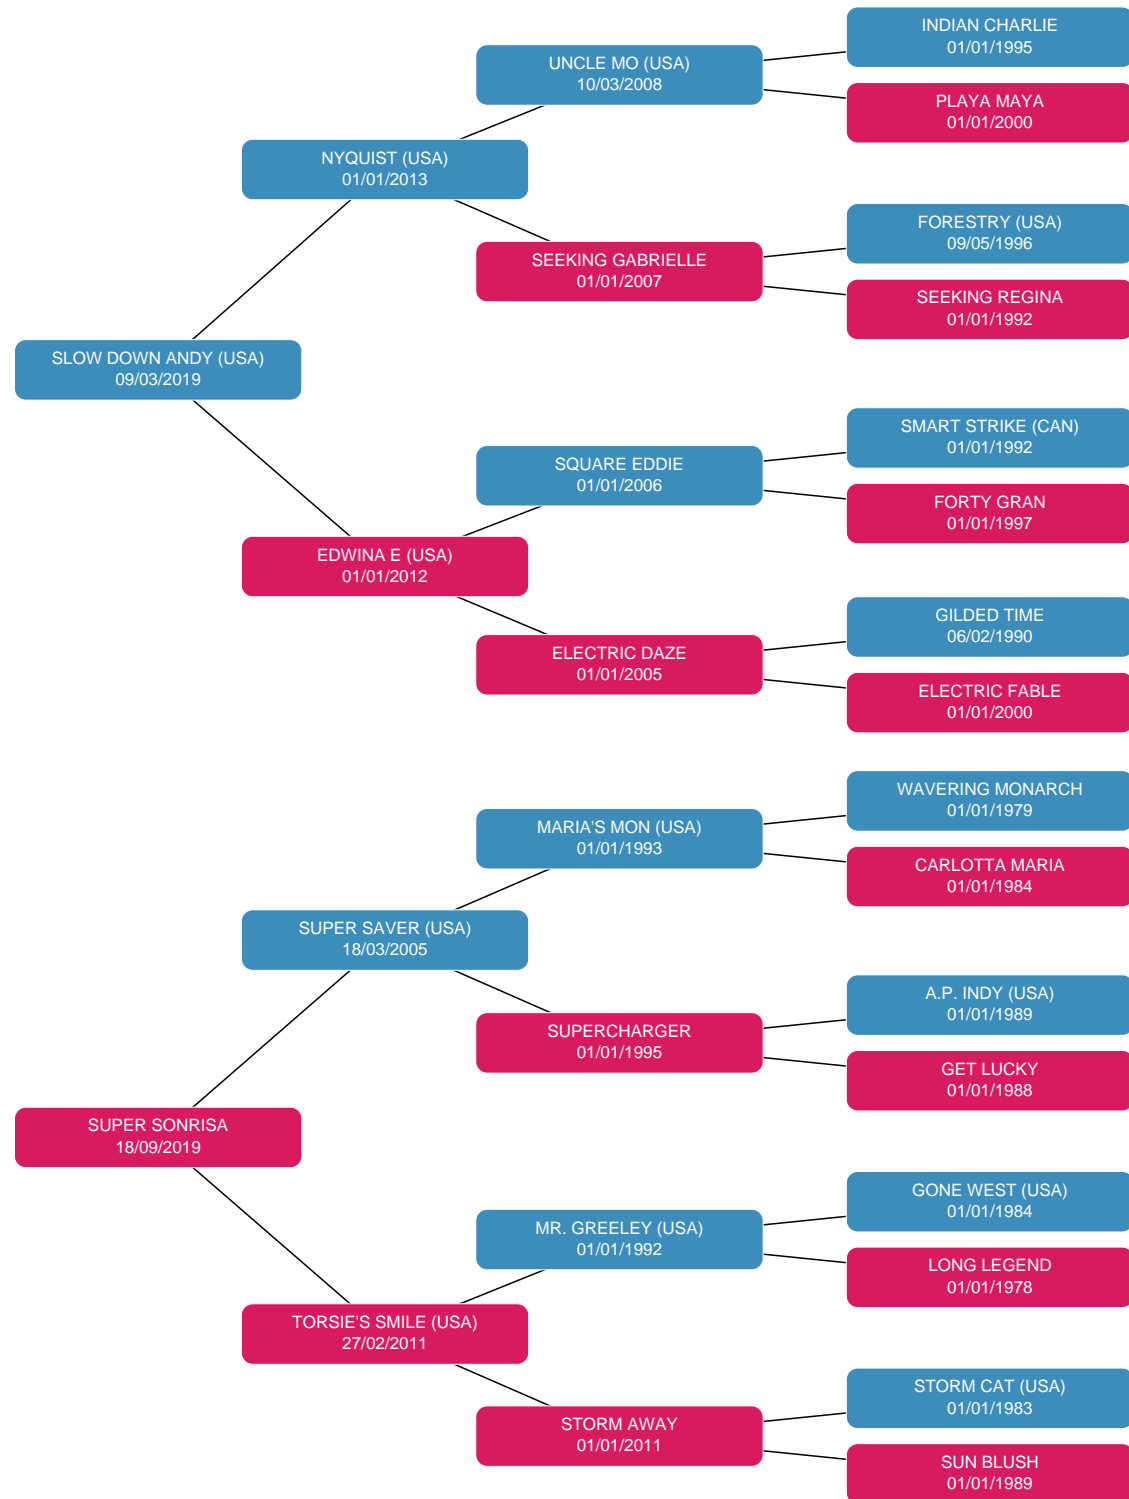 INDIAN CHARLIE
01/01/1995
UNCLE MO (USA)
10/03/2008
PLAYA MAYA
01/01/2000
NYQUIST (USA)
01/01/2013
FORESTRY (USA)
09/05/1996
SEEKING GABRIELLE
01/01/2007
SEEKING REGINA
01/01/1992
SLOW DOWN ANDY (USA)
09/03/2019
SMART STRIKE (CAN)
01/01/1992
SQUARE EDDIE
01/01/2006
FORTY GRAN
01/01/1997
EDWINA E (USA)
01/01/2012
GILDED TIME
06/02/1990
ELECTRIC DAZE
01/01/2005
ELECTRIC FABLE
01/01/2000
WAVERING MONARCH
01/01/1979
MARIA'S MON (USA)
01/01/1993
CARLOTTA MARIA
01/01/1984
SUPER SAVER (USA)
18/03/2005
A.P. INDY (USA)
01/01/1989
SUPERCHARGER
01/01/1995
GET LUCKY
01/01/1988
SUPER SONRISA
18/09/2019
GONE WEST (USA)
01/01/1984
MR. GREELEY (USA)
01/01/1992
LONG LEGEND
01/01/1978
TORSIE'S SMILE (USA)
27/02/2011
STORM CAT (USA)
01/01/1983
STORM AWAY
01/01/2011
SUN BLUSH
01/01/1989